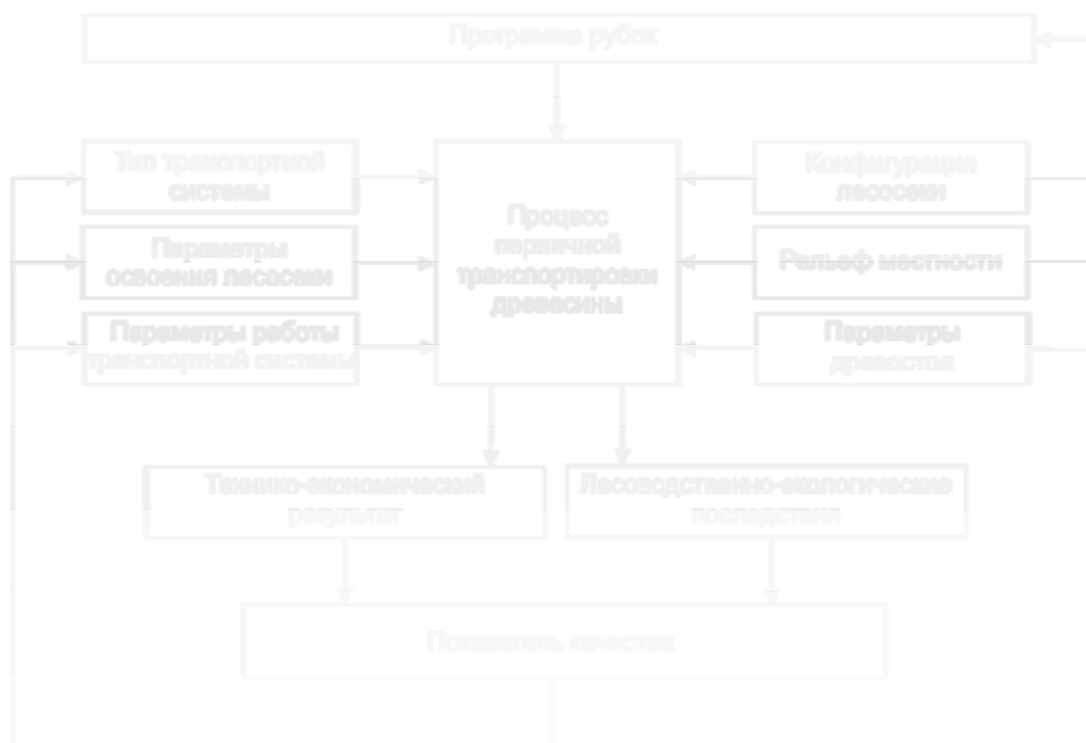 Программа рубок
Тип транспортной
системы
Параметры
освоения лесосеки
Параметры работы
транспортной системы
Процесс
первичной
транспортировки
древесины
Конфигурация
лесосеки
Рельеф местности
Параметры
древостоя
Технико-экономический
результат
Лесоводственно-экологические
последствия
Показатель качества